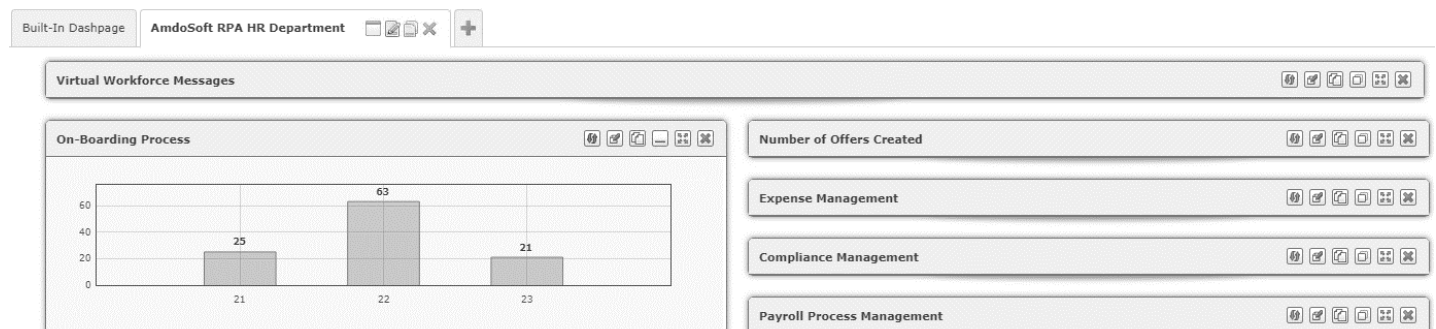 Built-In Dashpage
AmdoSoft RPA HR Department
Virtual Workforce Messages
On-Boarding Process
60
40
20
0
25
63
21
21
22
23
Number of Offers Created
Expense Management
Compliance Management
Payroll Process Management